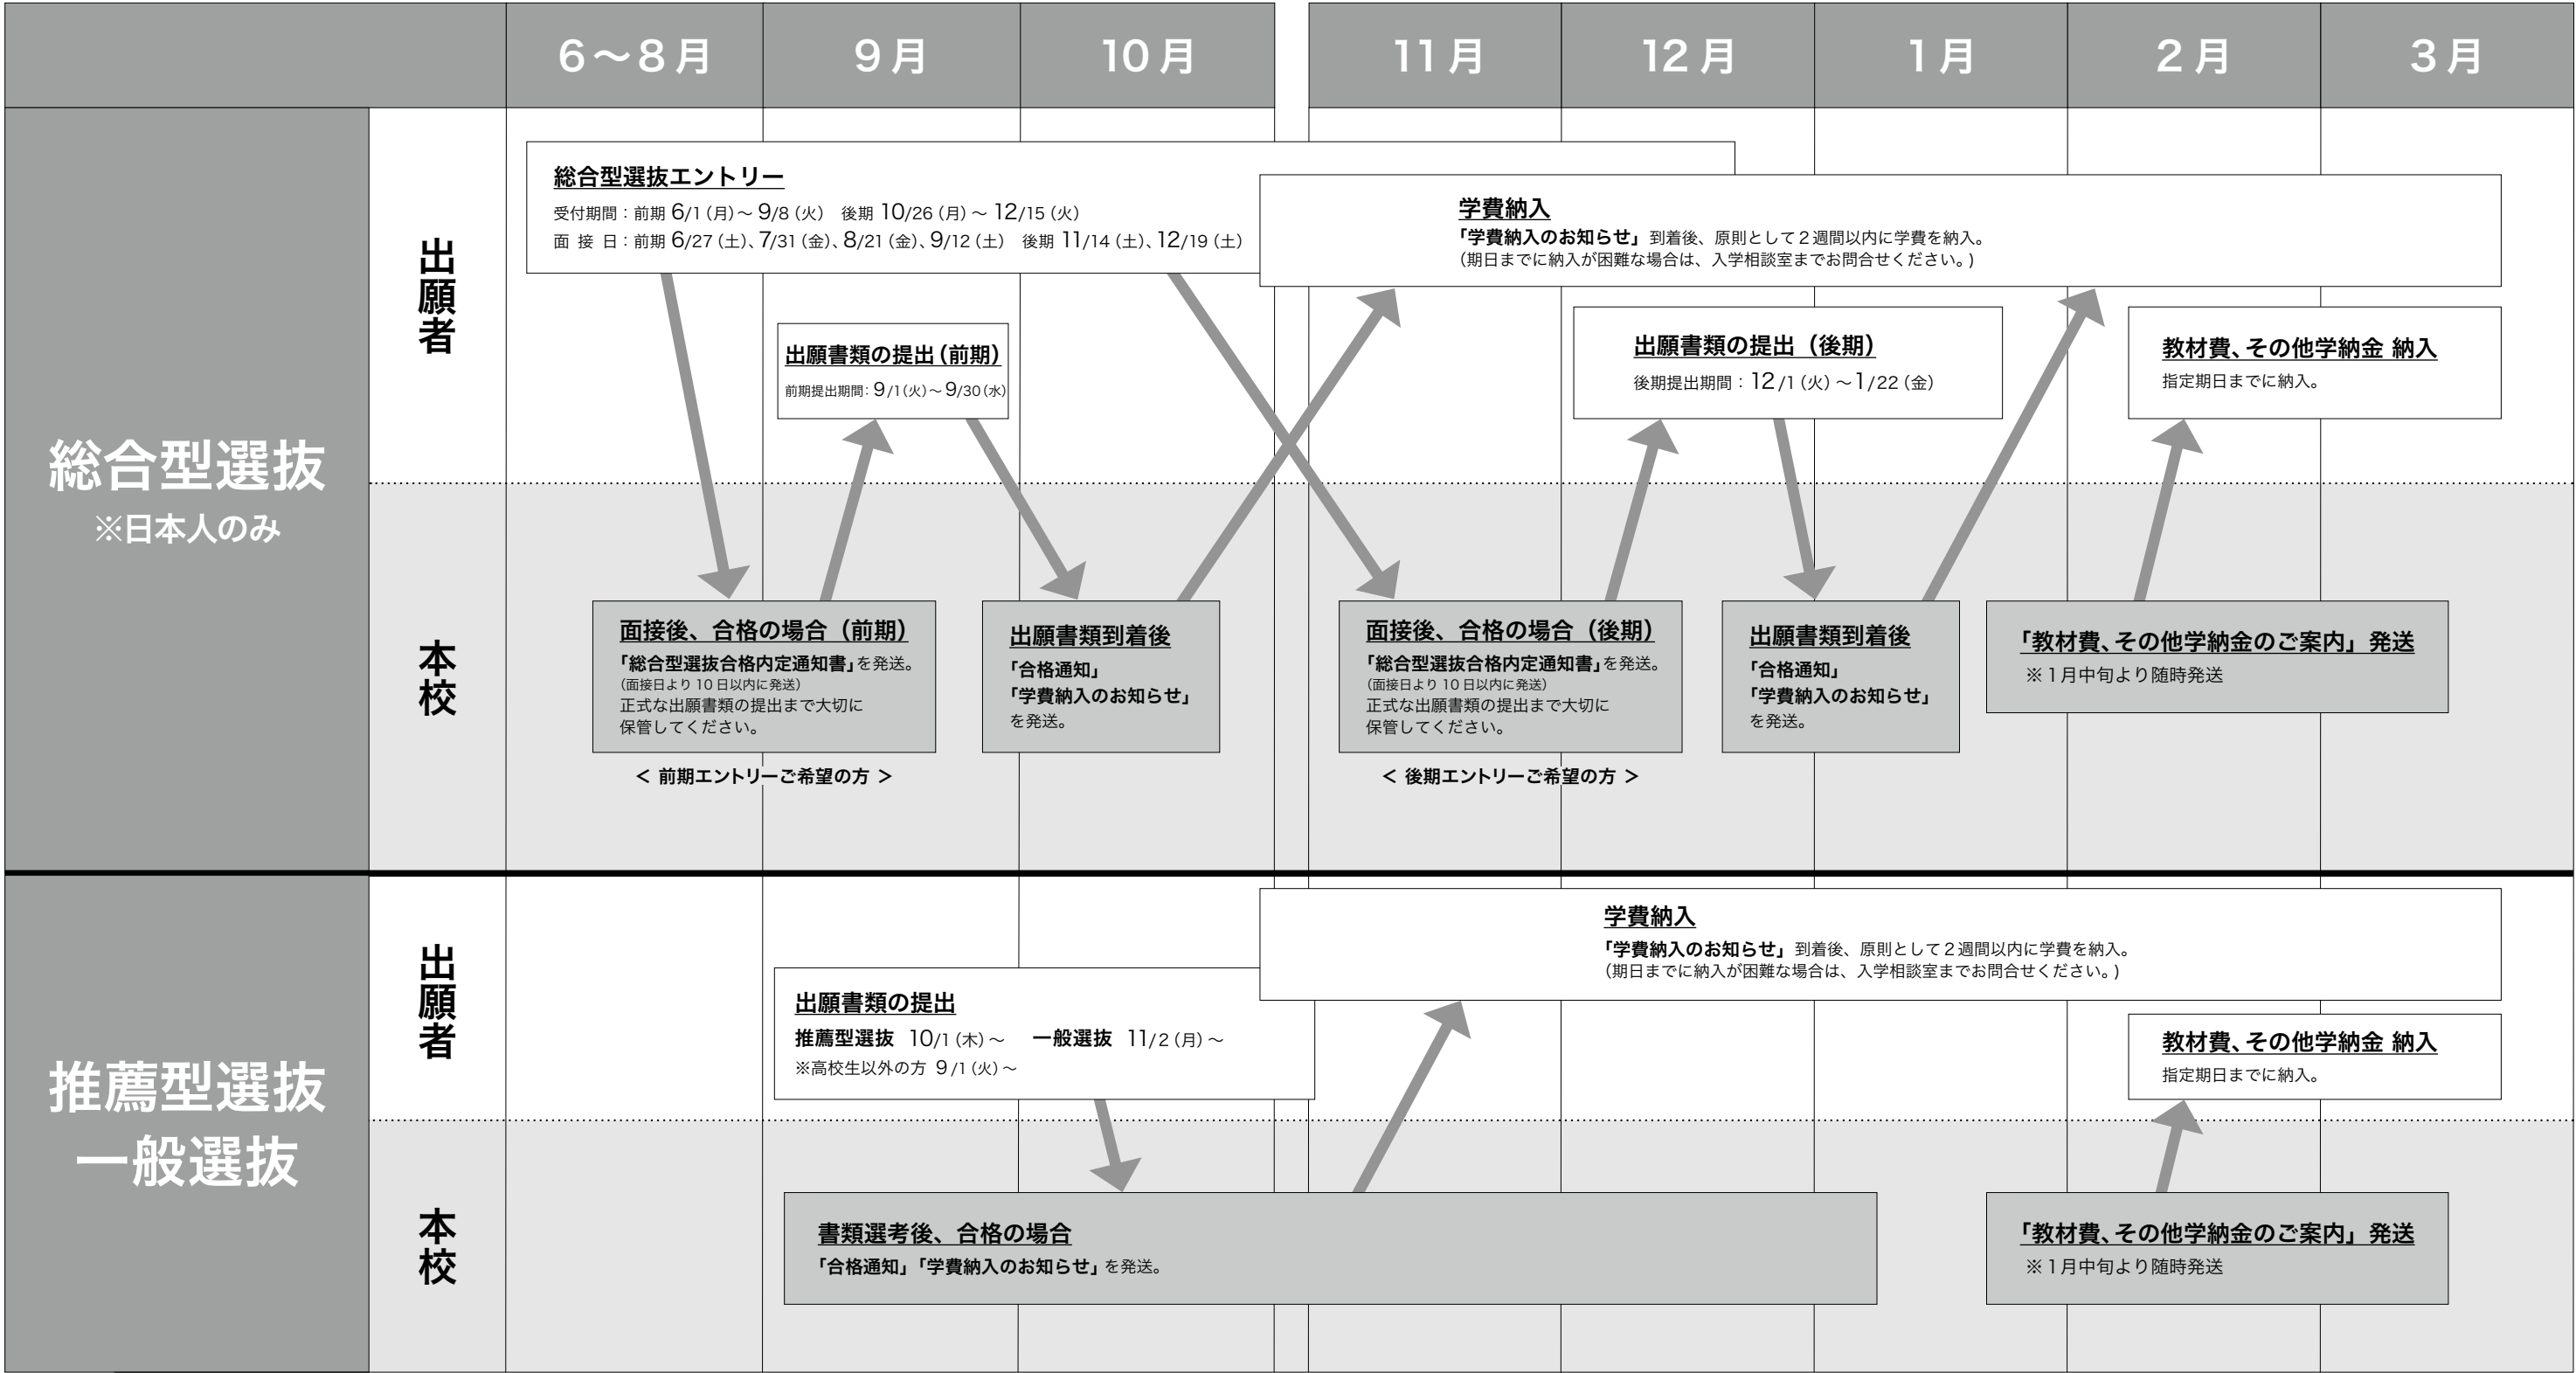 6～8月 9月 10月 11月 12月 1月 2月 3月
総合型選抜
※日本人のみ
出願者
総合型選抜エントリー
受付期間：前期 6/1（月）～ 9/8（火） 後期 10/26（月）～ 12/15（火）
面 接 日：前期 6/27（土）、7/31（金）、8/21（金）、9/12（土） 後期 11/14（土）、12/19（土）
学費納入
「学費納入のお知らせ」到着後、原則として２週間以内に学費を納入。
（期日までに納入が困難な場合は、入学相談室までお問合せください。）
出願書類の提出（前期）
前期提出期間：9/1（火）～ 9/30（水）
出願書類の提出（後期）
後期提出期間：12/1（火）～1/22（金）
教材費、その他学納金 納入
指定期日までに納入。
本校
面接後、合格の場合（前期）
「総合型選抜合格内定通知書」を発送。
（面接日より 10 日以内に発送）
正式な出願書類の提出まで大切に
保管してください。
＜ 前期エントリーご希望の方 ＞
出願書類到着後
「合格通知」
「学費納入のお知らせ」
を発送。
面接後、合格の場合（後期）
「総合型選抜合格内定通知書」を発送。
（面接日より 10 日以内に発送）
正式な出願書類の提出まで大切に
保管してください。
＜ 後期エントリーご希望の方 ＞
出願書類到着後
「合格通知」
「学費納入のお知らせ」
を発送。
「教材費、その他学納金のご案内」発送
※１月中旬より随時発送
推薦型選抜
一般選抜
出願者
学費納入
「学費納入のお知らせ」到着後、原則として２週間以内に学費を納入。
（期日までに納入が困難な場合は、入学相談室までお問合せください。）
出願書類の提出
推薦型選抜 10/1（木）～ 一般選抜 11/2（月）～
※高校生以外の方 9/1（火）～
教材費、その他学納金 納入
指定期日までに納入。
本校
書類選考後、合格の場合
「合格通知」「学費納入のお知らせ」を発送。
「教材費、その他学納金のご案内」発送
※１月中旬より随時発送